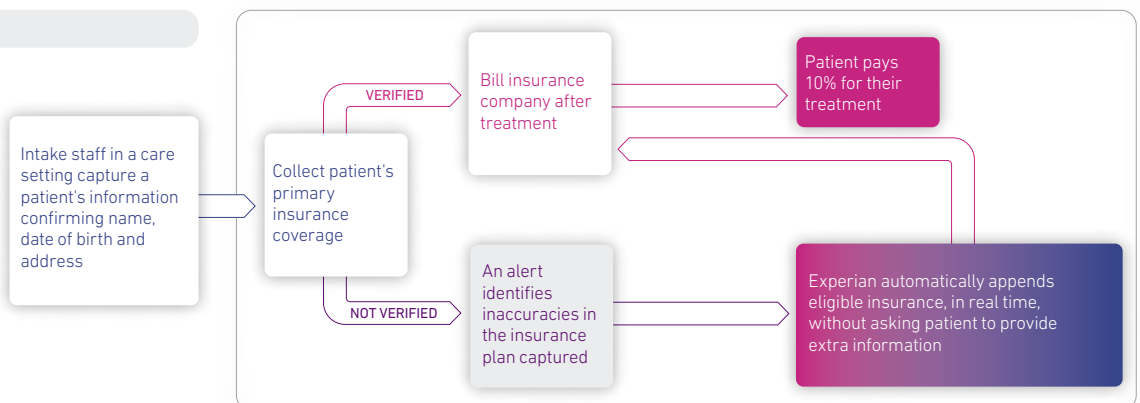 Intake staff in a care
setting capture a
patient's information
confirming name,
date of birth and
address
Collect patient's
primary
insurance
coverage
VERIFIED
Bill insurance
company after
treatment
Patient pays
10% for their
treatment
NOT VERIFIED
An alert
identifies
inaccuracies in
the insurance
plan captured
Experian automatically appends
eligible insurance, in real time,
without asking patient to provide
extra information